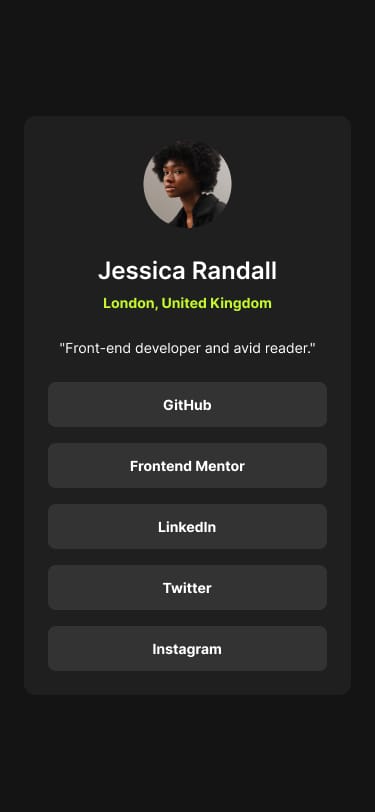 Jessica Randall
London, United Kingdom
"Front-end developer and avid reader."
GitHub
Frontend Mentor
LinkedIn
Twitter
Instagram